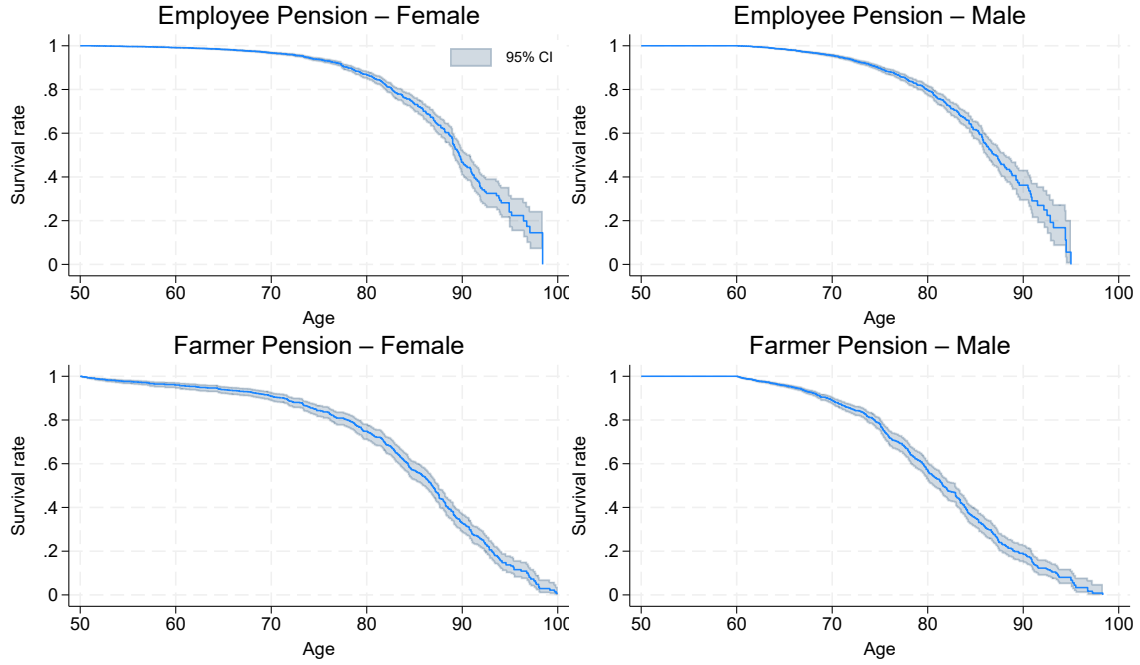 Employee Pension – Female
Employee Pension – Male
1
.8
.6
.4
.2
0
Survival rate
95% CI
50 60 70 80 90 100
Age
1
.8
.6
.4
.2
0
Survival rate
50 60 70 80 90 100
Age
Farmer Pension – Female
Farmer Pension – Male
1
.8
.6
.4
.2
0
Survival rate
50 60 70 80 90 100
Age
1
.8
.6
.4
.2
0
Survival rate
50 60 70 80 90 100
Age